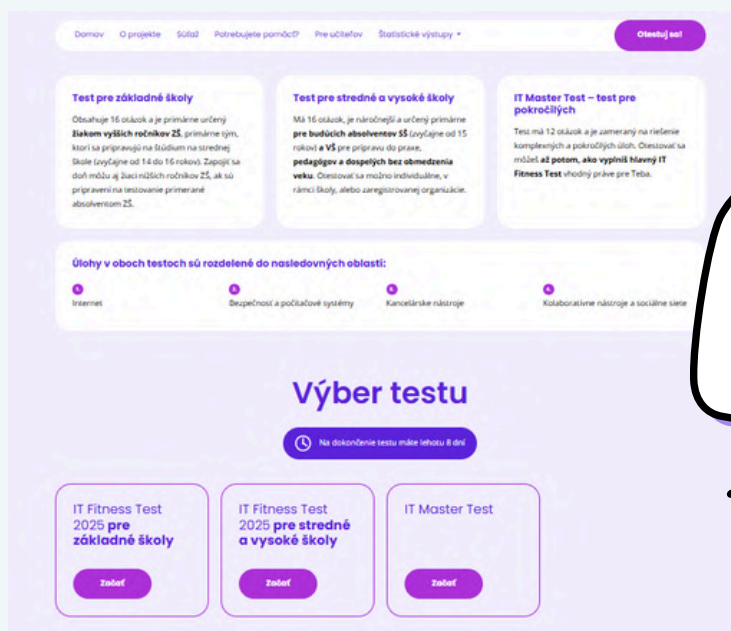 Domov O projekte Súťaž Potrebujete pomôcť? Pre učiteľov Štatistické výstupy Otestuj sa!
Test pre základné školy
Obsahuje 16 otázok a je primárne určený
žiakom vyšších ročníkov ZŠ, primárne tým,
ktorí sa pripravujú na štúdium na strednej
škole (zvyčajne od 14 do 16 rokov). Zapojiť sa
doň môžu aj žiaci nižších ročníkov ZŠ, ak sú
pripravení na testovanie primerané
absolventom ZŠ.
Test pre stredné a vysoké školy
Má 16 otázok, je náročnejší a určený primárne
pre budúcich absolventov SŠ (zvyčajne od 15
rokov) a VŠ pre prípravu do praxe,
pedagógov a dospelých bez obmedzenia
veku. Otestovať sa možno individuálne, v
rámci školy, alebo zaregistrovanej organizácie.
IT Master Test – test pre
pokročilých
Test má 12 otázok a je zameraný na riešenie
komplexných a pokročilých úloh. Otestovať sa
môžeš až potom, ako vyplníš hlavný IT
Fitness Test vhodný práve pre Teba.
Úlohy v oboch testoch sú rozdelené do nasledovných oblastí:
1. 2. 3. 4.
Internet Bezpečnosť a počítačové systémy Kancelárske nástroje Kolaboratívne nástroje a sociálne siete
Výber testu
Na dokončenie testu máte lehotu 8 dní
IT Fitness Test
2025 pre
základné školy
Začať
IT Fitness Test
2025 pre stredné
a vysoké školy
Začať
IT Master Test
Začať